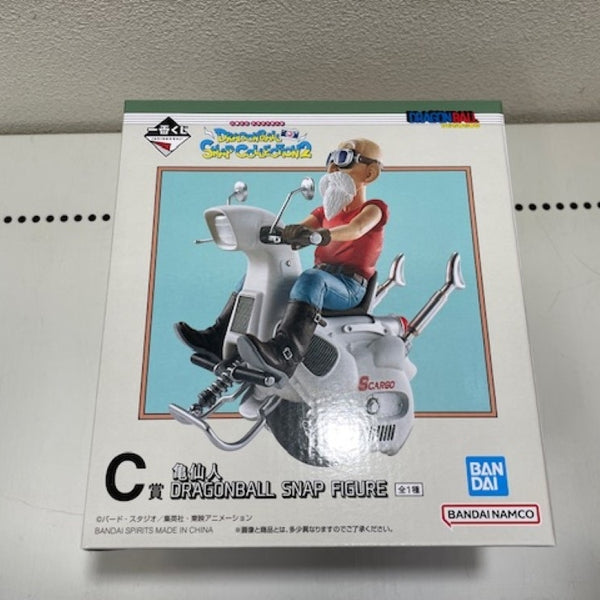 一番くじ
DRAGONBALL
SNAP COLLECTION2
DRAGONBALL
SCARGO
C賞
亀仙人
DRAGONBALL SNAP FIGURE 全1種
BAN
DAI
BANDAI NAMCO
©バード・スタジオ/集英社・東映アニメーション
BANDAI SPIRITS MADE IN CHINA
※画像と商品とは、多少異なりますのでご了承ください。